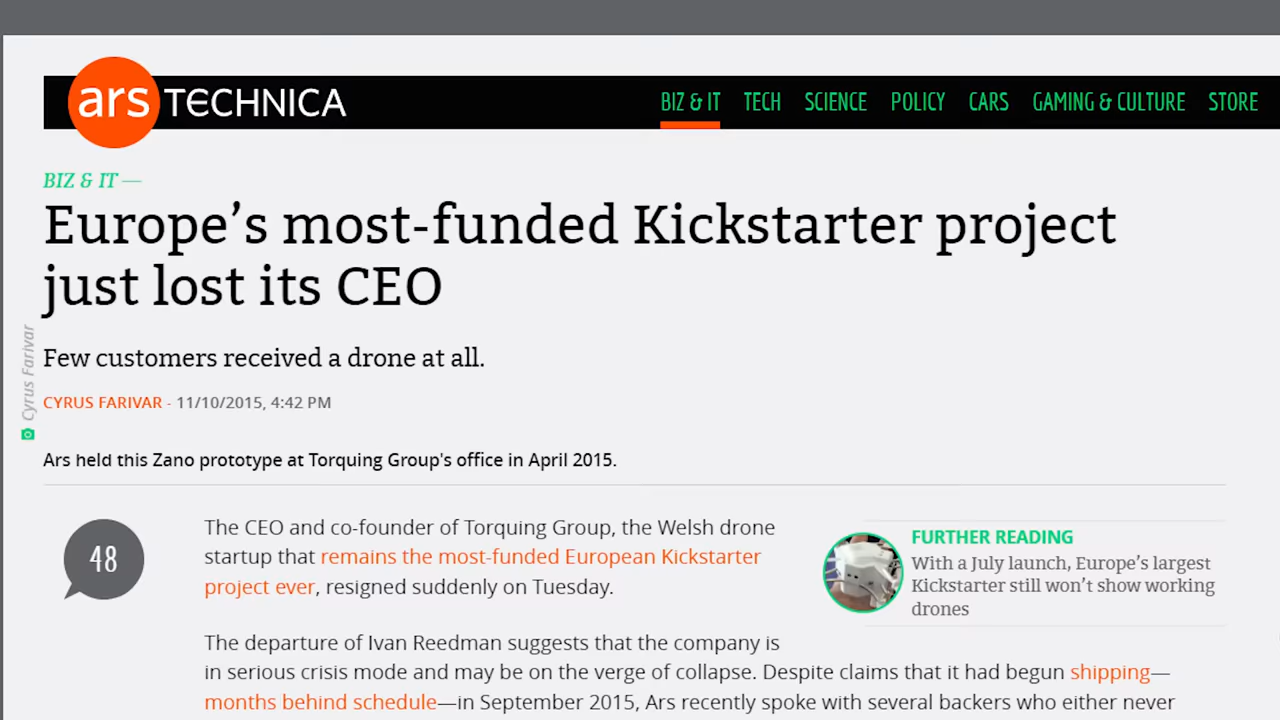 ars TECHNICA
BIZ & IT TECH SCIENCE POLICY CARS GAMING & CULTURE STORE
BIZ & IT —
Europe’s most-funded Kickstarter project
just lost its CEO
Few customers received a drone at all.
CYRUS FARIVAR - 11/10/2015, 4:42 PM
Cyrus Farivar
Ars held this Zano prototype at Torquing Group's office in April 2015.
48
The CEO and co-founder of Torquing Group, the Welsh drone
startup that remains the most-funded European Kickstarter
project ever, resigned suddenly on Tuesday.
FURTHER READING
With a July launch, Europe’s largest
Kickstarter still won’t show working
drones
The departure of Ivan Reedman suggests that the company is
in serious crisis mode and may be on the verge of collapse. Despite claims that it had begun shipping—
months behind schedule—in September 2015, Ars recently spoke with several backers who either never